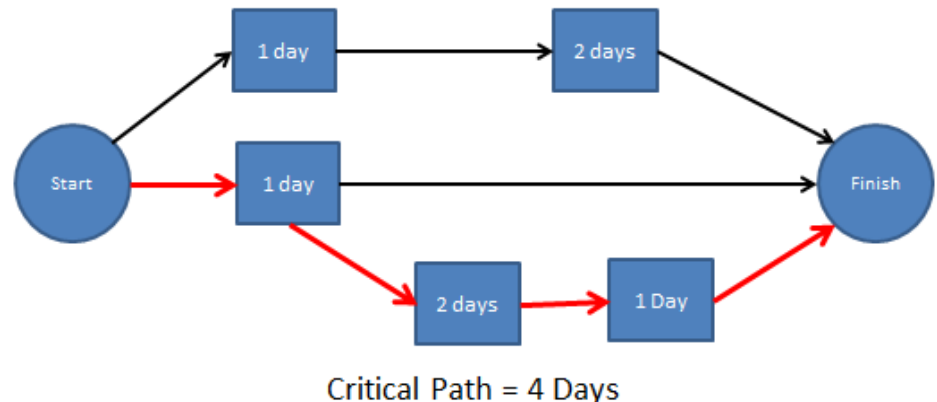 1 day
2 days
Start
1 day
Finish
2 days
1 Day
Critical Path = 4 Days